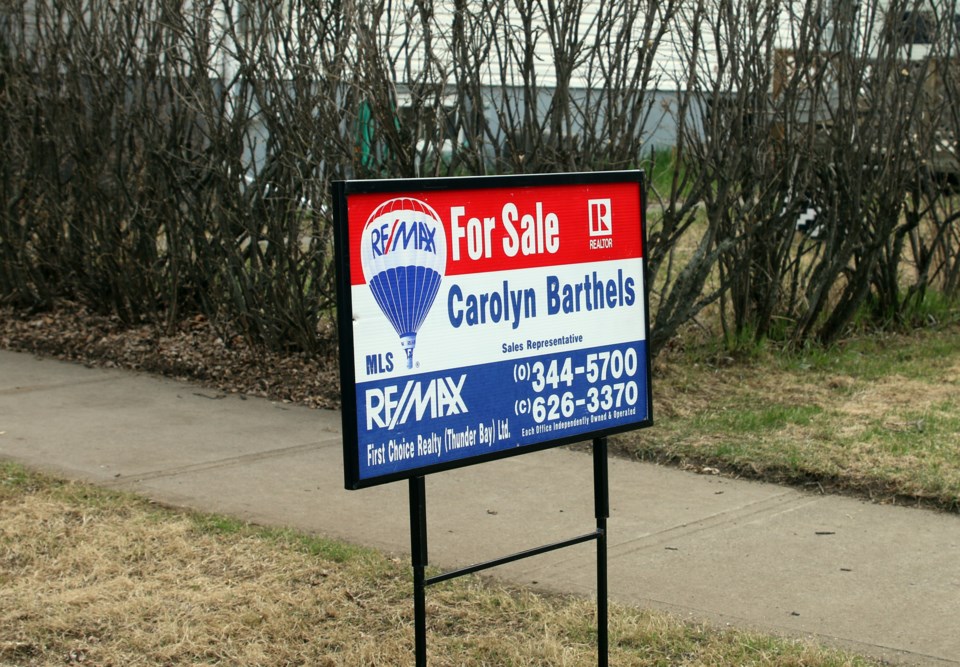 RE/MAX
For Sale
R
REALTOR
Carolyn Barthels
Sales Representative
MLS
RE/MAX
(O) 344-5700
(C) 626-3370
Each Office Independently Owned & Operated
First Choice Realty (Thunder Bay) Ltd.